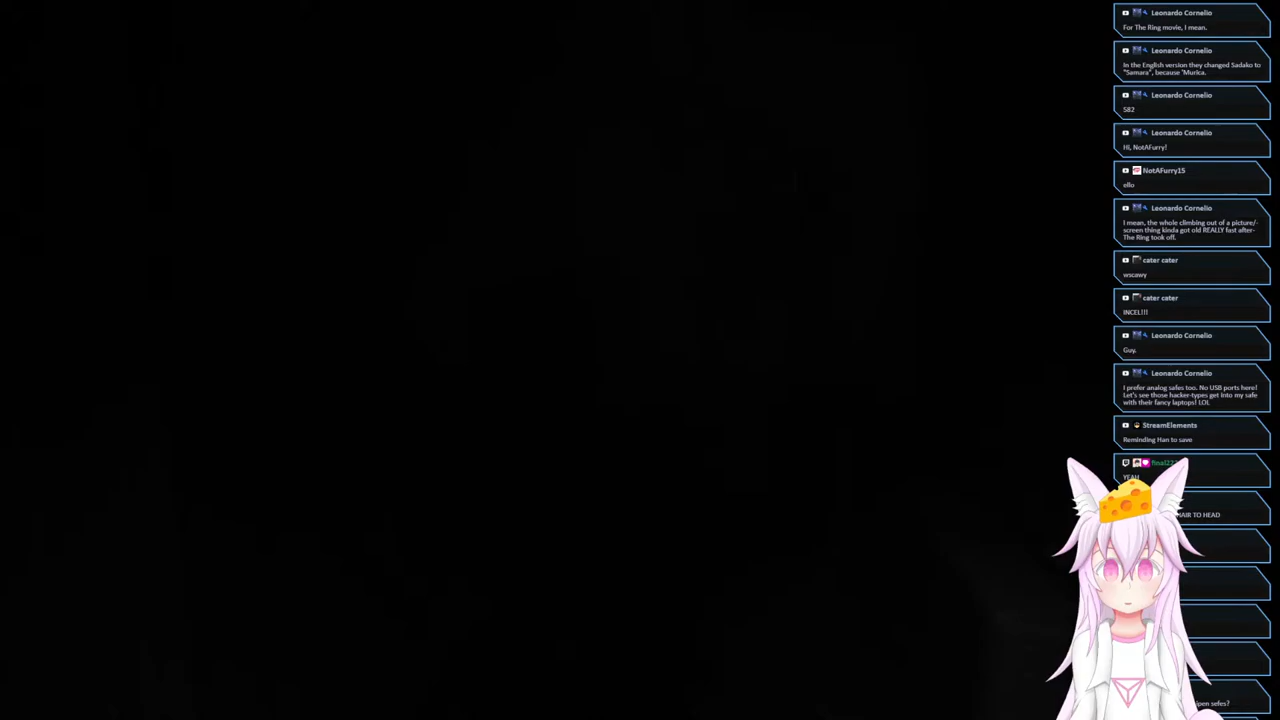 Leonardo Cornelio
For The Ring movie, I mean.
Leonardo Cornelio
In the English version they changed Sadako to
"Samara", because 'Murica.
Leonardo Cornelio
582
Leonardo Cornelio
Hi, NotAFurry!
NotAFurry15
ello
Leonardo Cornelio
I mean, the whole climbing out of a picture/-
screen thing kinda got old REALLY fast after-
The Ring took off.
cater cater
wscawy
cater cater
INCEL!!!
Leonardo Cornelio
Guy.
Leonardo Cornelio
I prefer analog safes too. No USB ports here!
Let's see those hacker-types get into my safe
with their fancy laptops! LOL
StreamElements
Reminding Han to save
YEAH
HAIR TO HEAD